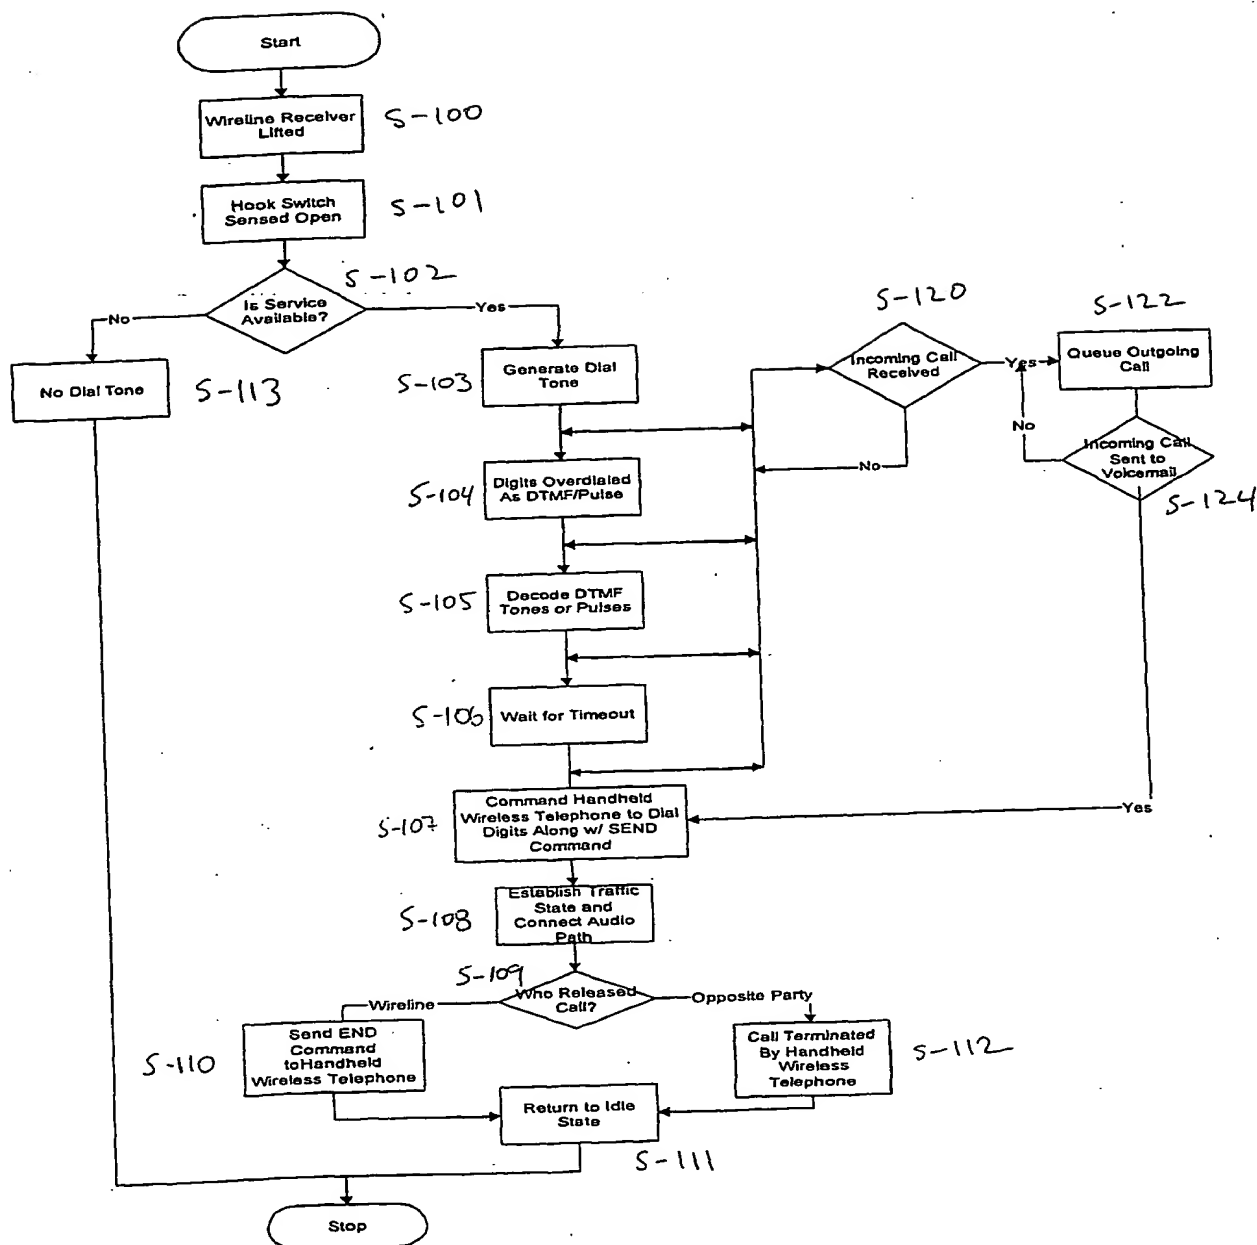 Start
Wireline Receiver
Lifted
S-100
Hook Switch
Sensed Open
S-101
S-102
Is Service
Available?
No
Yes
No Dial Tone
S-113
S-103
Generate Dial
Tone
S-120
Incoming Call
Received
Yes
S-122
Queue Outgoing
Call
No
No
Incoming Call
Sent to
Voicemail
S-124
S-104
Digits Overdialed
As DTMF/Pulse
S-105
Decode DTMF
Tones or Pulses
S-106
Wait for Timeout
S-107
Command Handheld
Wireless Telephone to Dial
Digits Along w/ SEND
Command
Yes
S-108
Establish Traffic
State and
Connect Audio
Path
S-109
Who Released
Call?
Wireline
Opposite Party
S-110
Send END
Command
toHandheld
Wireless Telephone
Call Terminated
By Handheld
Wireless
Telephone
S-112
Return to Idle
State
S-111
Stop